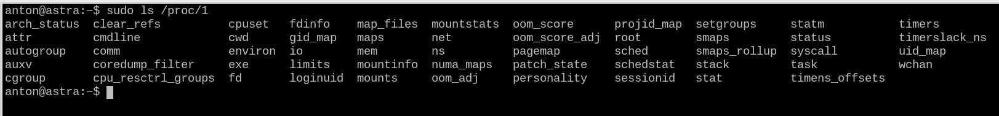 anton@astra:~$ sudo ls /proc/1
arch_status  clear_refs          cpuset   fdinfo    map_files  mountstats  oom_score      projid_map  setgroups     statm           timers
attr         cmdline             cwd      gid_map   maps       net         oom_score_adj  root        smaps         status          timerslack_ns
autogroup    comm                environ  io        mem        ns          pagemap        sched       smaps_rollup  syscall         uid_map
auxv         coredump_filter     exe      limits    mountinfo  numa_maps   patch_state    schedstat   stack         task            wchan
cgroup       cpu_resctrl_groups  fd       loginuid  mounts     oom_adj     personality    sessionid   stat          timens_offsets
anton@astra:~$